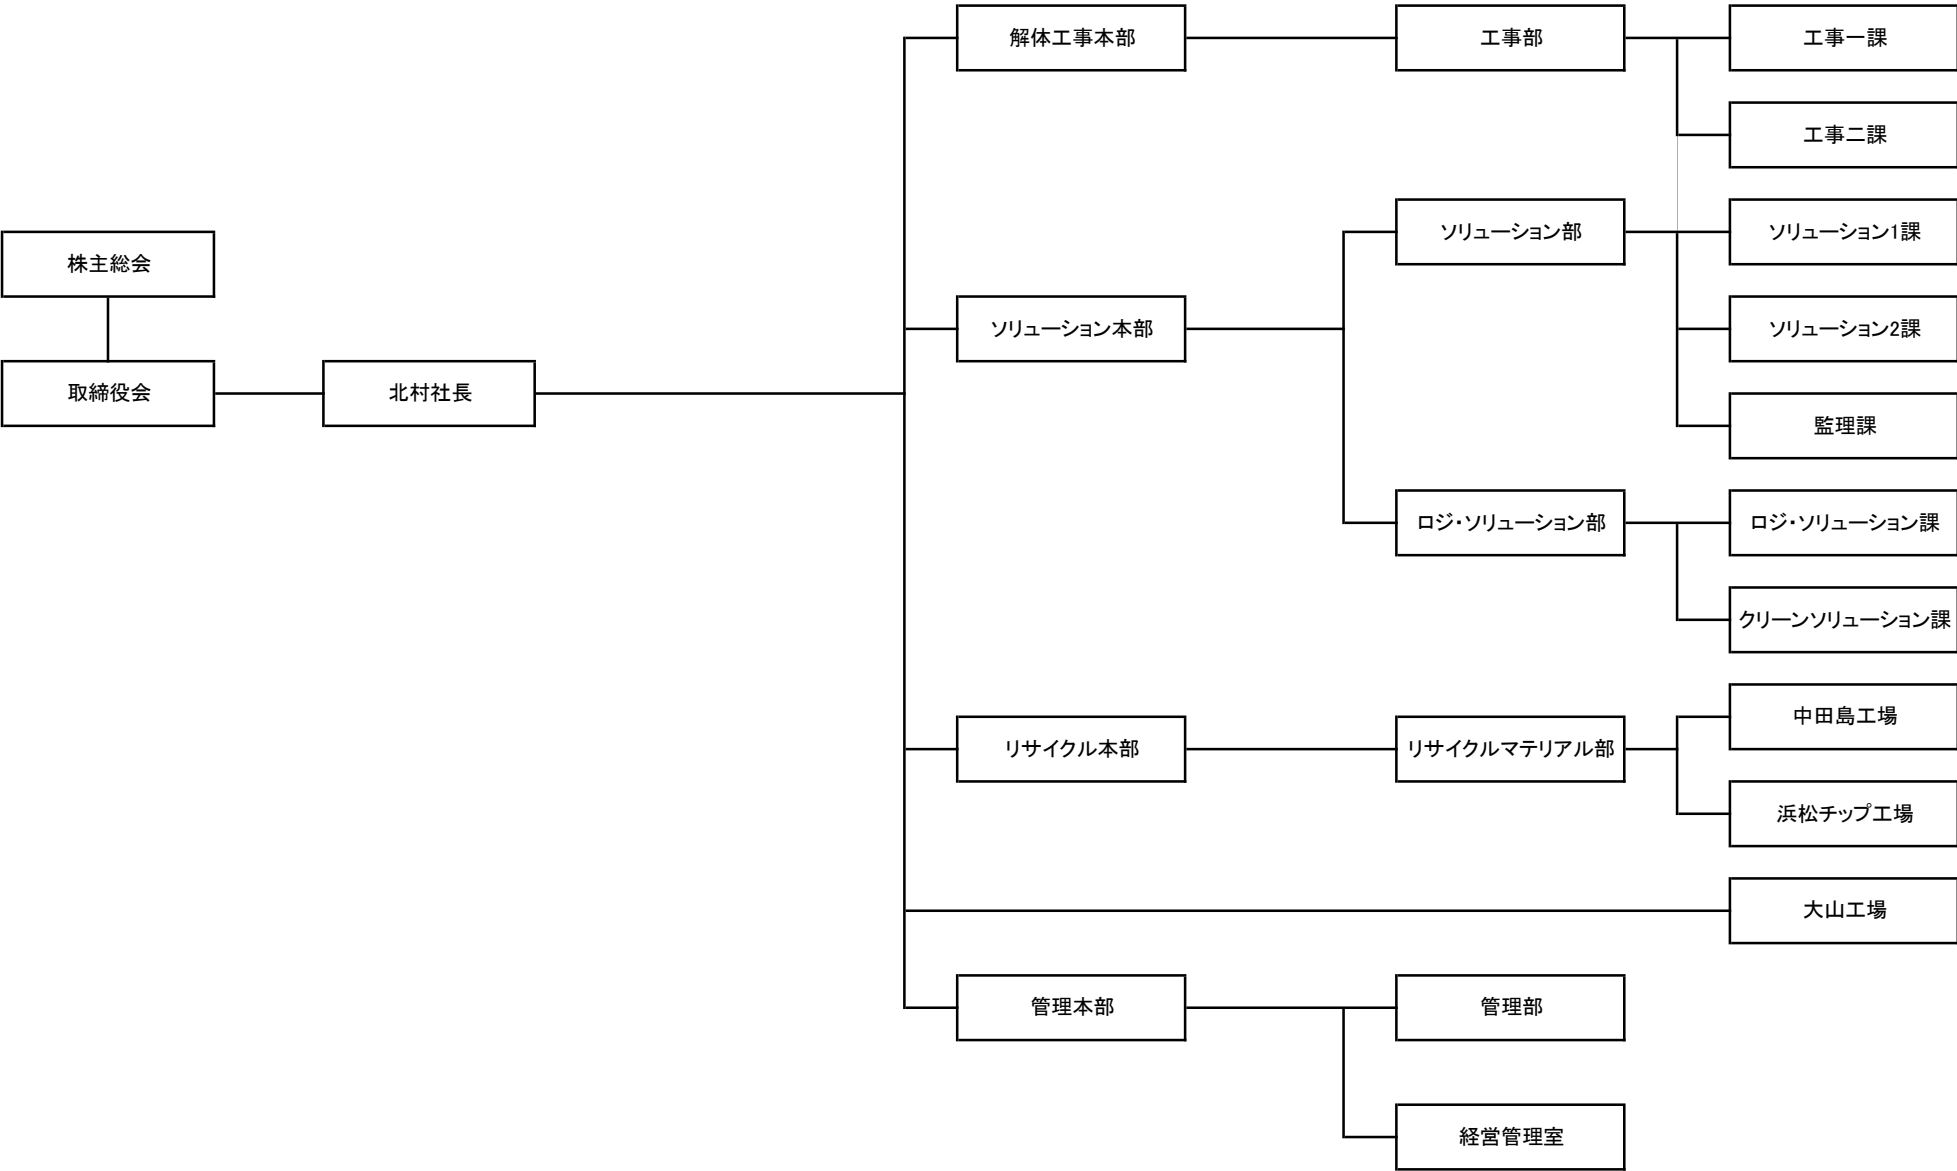 解体工事本部
工事部
工事一課
工事二課
ソリューション部
ソリューション1課
株主総会
ソリューション本部
ソリューション2課
取締役会
北村社長
監理課
ロジ・ソリューション部
ロジ・ソリューション課
クリーンソリューション課
中田島工場
リサイクル本部
リサイクルマテリアル部
浜松チップ工場
大山工場
管理本部
管理部
経営管理室